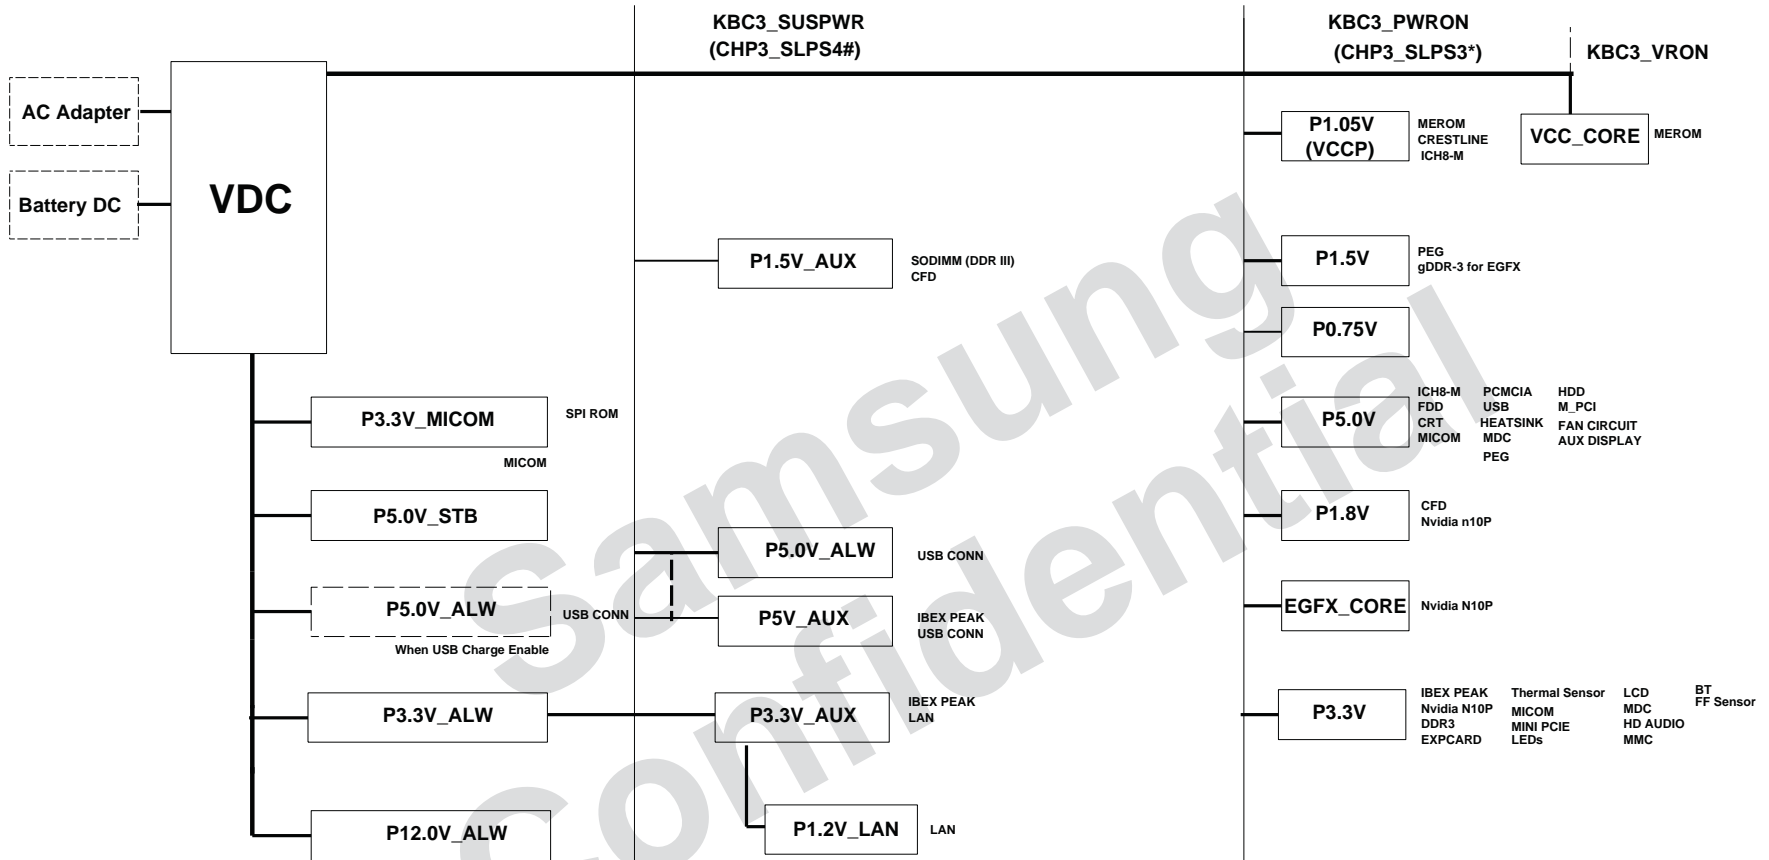 KBC3_SUSPWR
(CHP3_SLPS4#)
KBC3_PWRON
(CHP3_SLPS3*)
KBC3_VRON
AC Adapter
Battery DC
VDC
P3.3V_MICOM
SPI ROM
MICOM
P5.0V_STB
P5.0V_ALW
USB CONN
When USB Charge Enable
P3.3V_ALW
P12.0V_ALW
P1.5V_AUX
SODIMM (DDR III)
CFD
P5.0V_ALW
USB CONN
P5V_AUX
IBEX PEAK
USB CONN
P3.3V_AUX
IBEX PEAK
LAN
P1.2V_LAN
LAN
P1.05V
(VCCP)
MEROM
CRESTLINE
ICH8-M
VCC_CORE
MEROM
P1.5V
PEG
gDDR-3 for EGFX
P0.75V
P5.0V
ICH8-M PCMCIA HDD
FDD USB M_PCI
CRT HEATSINK FAN CIRCUIT
MICOM MDC AUX DISPLAY
PEG
P1.8V
CFD
Nvidia n10P
EGFX_CORE
Nvidia N10P
P3.3V
IBEX PEAK Thermal Sensor LCD BT
Nvidia N10P MICOM MDC FF Sensor
DDR3 MINI PCIE HD AUDIO
EXPCARD LEDs MMC
Samsung
Confidential